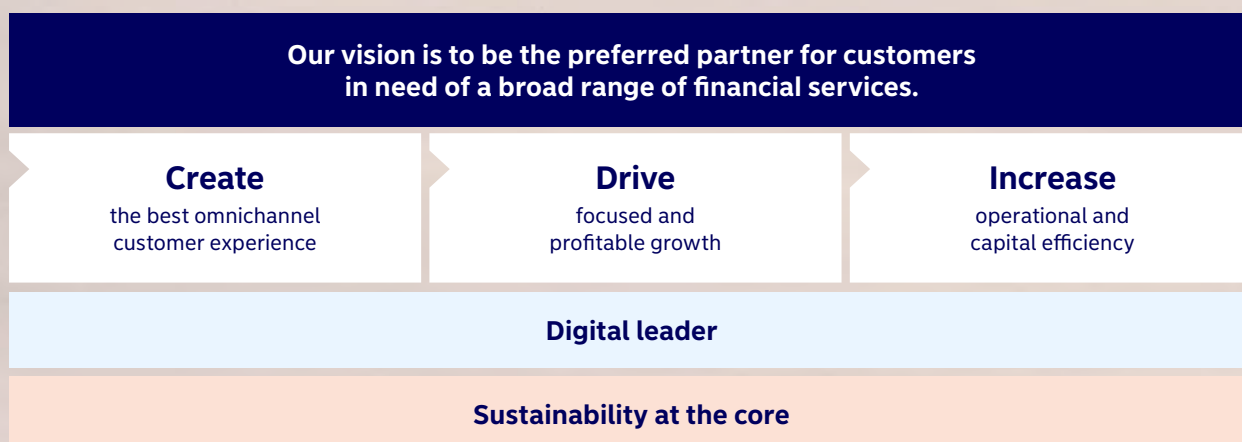 Our vision is to be the preferred partner for customers
in need of a broad range of financial services.
Create
the best omnichannel
customer experience
Drive
focused and
profitable growth
Increase
operational and
capital efficiency
Digital leader
Sustainability at the core